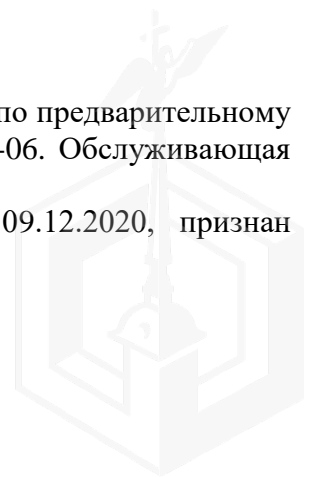 по предварительному
-06. Обслуживающая
09.12.2020, признан